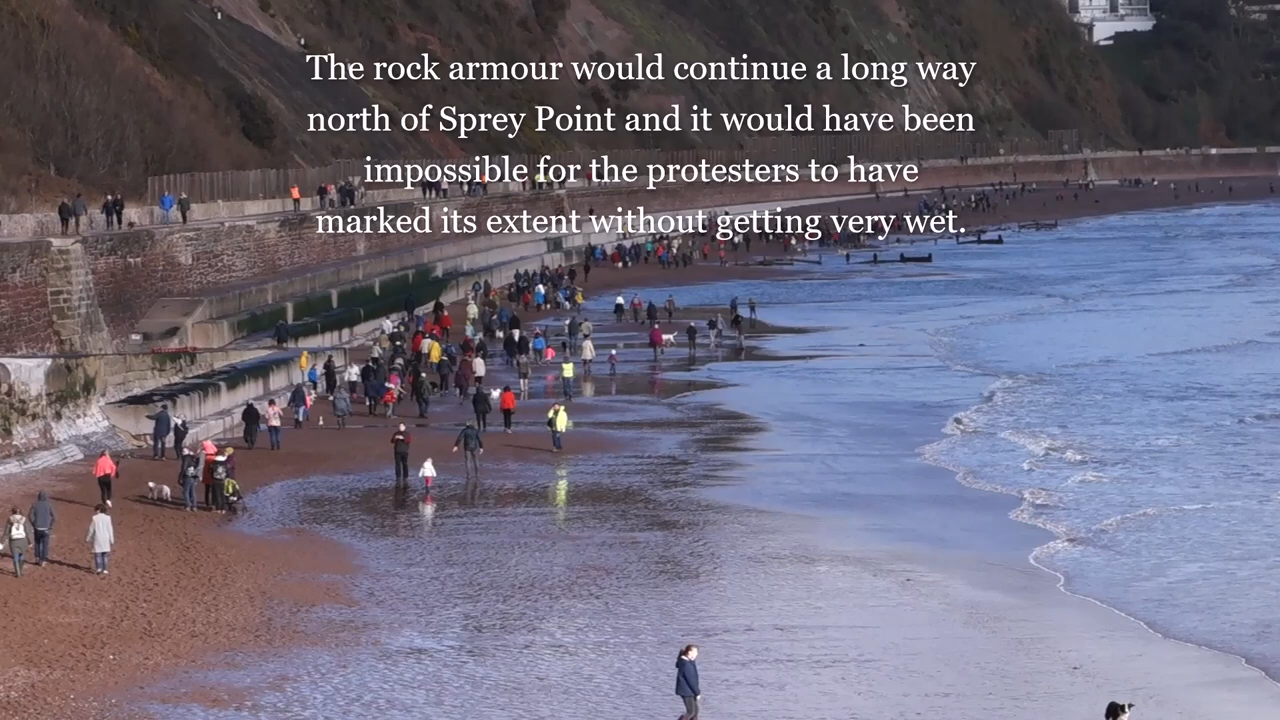 The rock armour would continue a long way
north of Sprey Point and it would have been
impossible for the protesters to have
marked its extent without getting very wet.